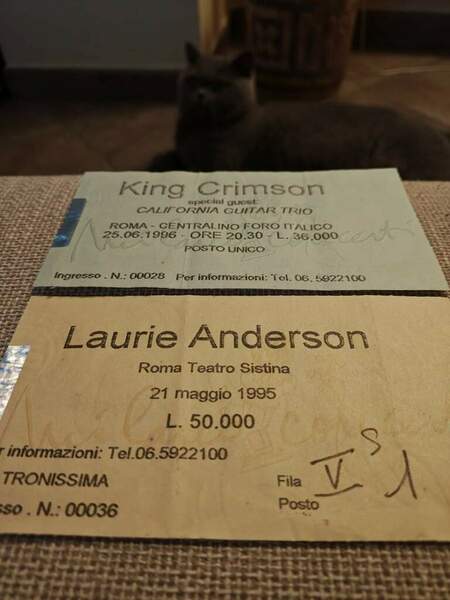 King Crimson
special guest:
CALIFORNIA GUITAR TRIO
ROMA - CENTRALINO FORO ITALICO
25.06.1996 - ORE 20,30 - L. 36,000
POSTO UNICO
Ingresso . N.: 00028 Per informazioni: Tel. 06.5922100
Laurie Anderson
Roma Teatro Sistina
21 maggio 1995
L. 50.000
r informazioni: Tel.06.5922100
TRONISSIMA
Fila V S
sso . N.: 00036
Posto 1